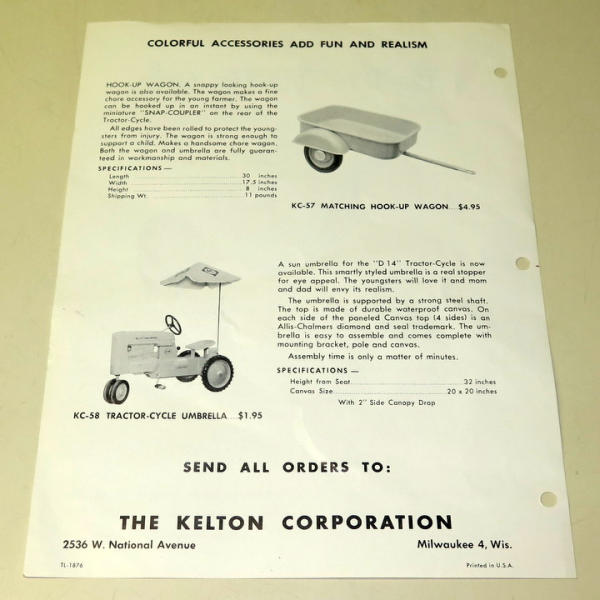 COLORFUL ACCESSORIES ADD FUN AND REALISM
HOOK-UP WAGON. A snappy looking hook-up
wagon is also available. The wagon makes a fine
chore accessory for the young farmer. The wagon
can be hooked up in an instant by using the
miniature "SNAP-COUPLER" on the rear of the
Tractor-Cycle.
All edges have been rolled to protect the young-
sters from injury. The wagon is strong enough to
support a child. Makes a handsome chore wagon.
Both the wagon and umbrella are fully guaran-
teed in workmanship and materials.
SPECIFICATIONS —
Length 30 inches
Width 17.5 inches
Height 8 inches
Shipping Wt. 11 pounds
KC-57 MATCHING HOOK-UP WAGON $4.95
A sun umbrella for the "D 14" Tractor-Cycle is now
available. This smartly styled umbrella is a real stopper
for eye appeal. The youngsters will love it and mom
and dad will envy its realism.
The umbrella is supported by a strong steel shaft.
The top is made of durable waterproof canvas. On
each side of the paneled Canvas top (4 sides) is an
Allis-Chalmers diamond and seal trademark. The um-
brella is easy to assemble and comes complete with
mounting bracket, pole and canvas.
Assembly time is only a matter of minutes.
SPECIFICATIONS —
Height from Seat 32 inches
Canvas Size 20 x 20 inches
With 2" Side Canopy Drop
KC-58 TRACTOR-CYCLE UMBRELLA $1.95
SEND ALL ORDERS TO:
THE KELTON CORPORATION
2536 W. National Avenue Milwaukee 4, Wis.
TL-1876 Printed in U.S.A.